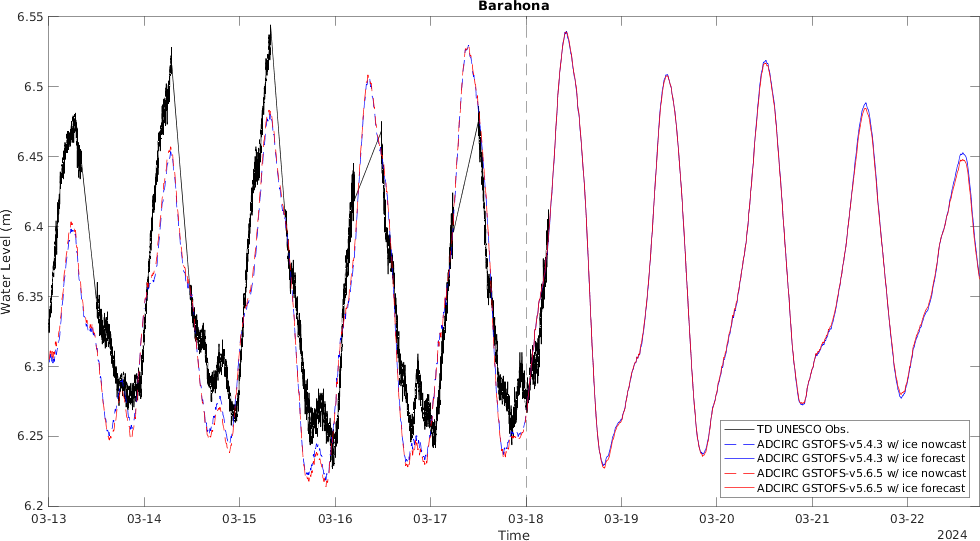 Barahona
6.55
6.5
6.45
6.4
6.35
6.3
6.25
6.2
Water Level (m)
03-13 03-14 03-15 03-16 03-17 03-18 03-19 03-20 03-21 03-22
Time
2024
TD UNESCO Obs.
ADCIRC GSTOFS-v5.4.3 w/ ice nowcast
ADCIRC GSTOFS-v5.4.3 w/ ice forecast
ADCIRC GSTOFS-v5.6.5 w/ ice nowcast
ADCIRC GSTOFS-v5.6.5 w/ ice forecast